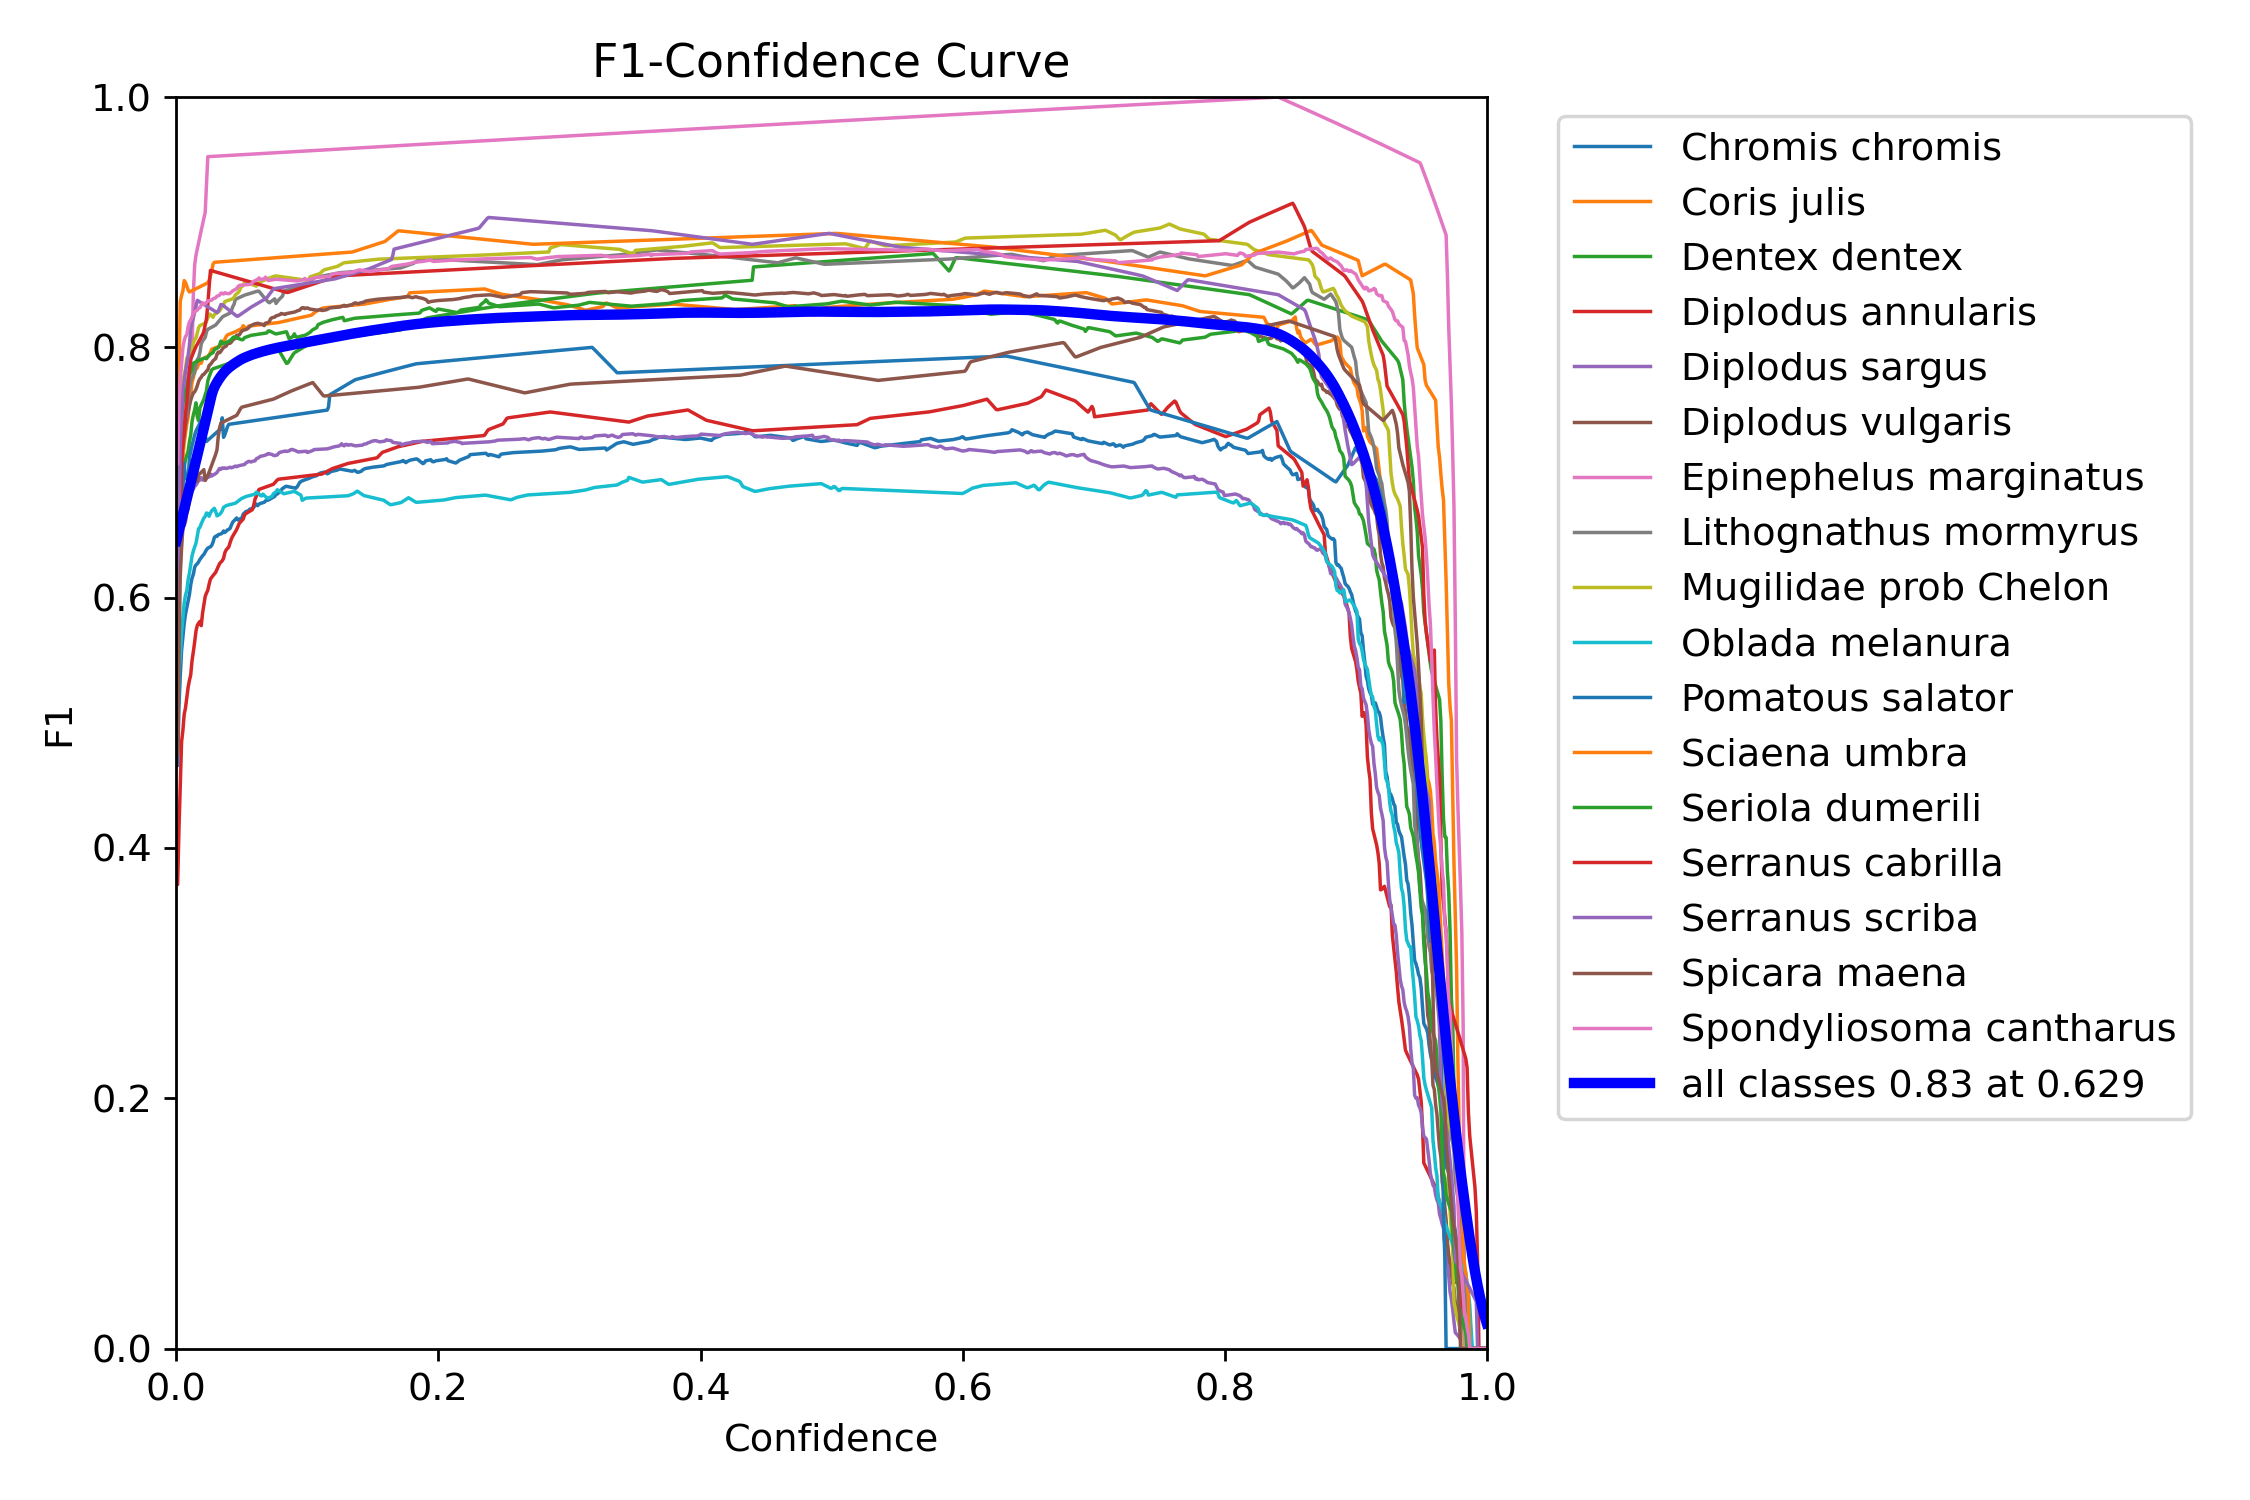 F1-Confidence Curve
1.0
0.8
0.6
0.4
0.2
0.0
F1
0.0 0.2 0.4 0.6 0.8 1.0
Confidence
Chromis chromis
Coris julis
Dentex dentex
Diplodus annularis
Diplodus sargus
Diplodus vulgaris
Epinephelus marginatus
Lithognathus mormyrus
Mugilidae prob Chelon
Oblada melanura
Pomatous salator
Sciaena umbra
Seriola dumerili
Serranus cabrilla
Serranus scriba
Spicara maena
Spondyliosoma cantharus
all classes 0.83 at 0.629